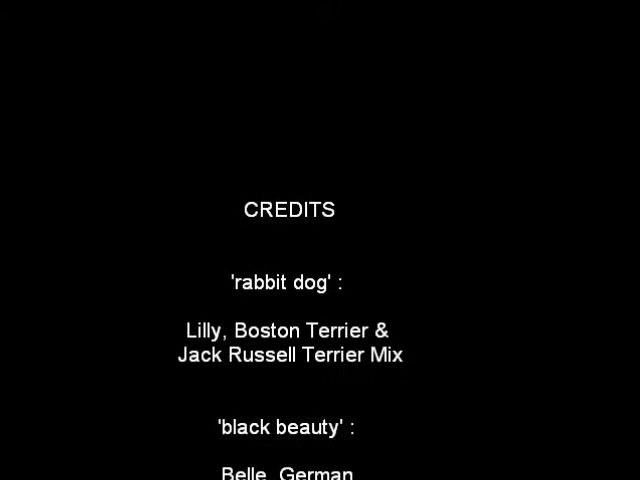 CREDITS
'rabbit dog' :
Lilly, Boston Terrier &
Jack Russell Terrier Mix
'black beauty' :
Belle, German